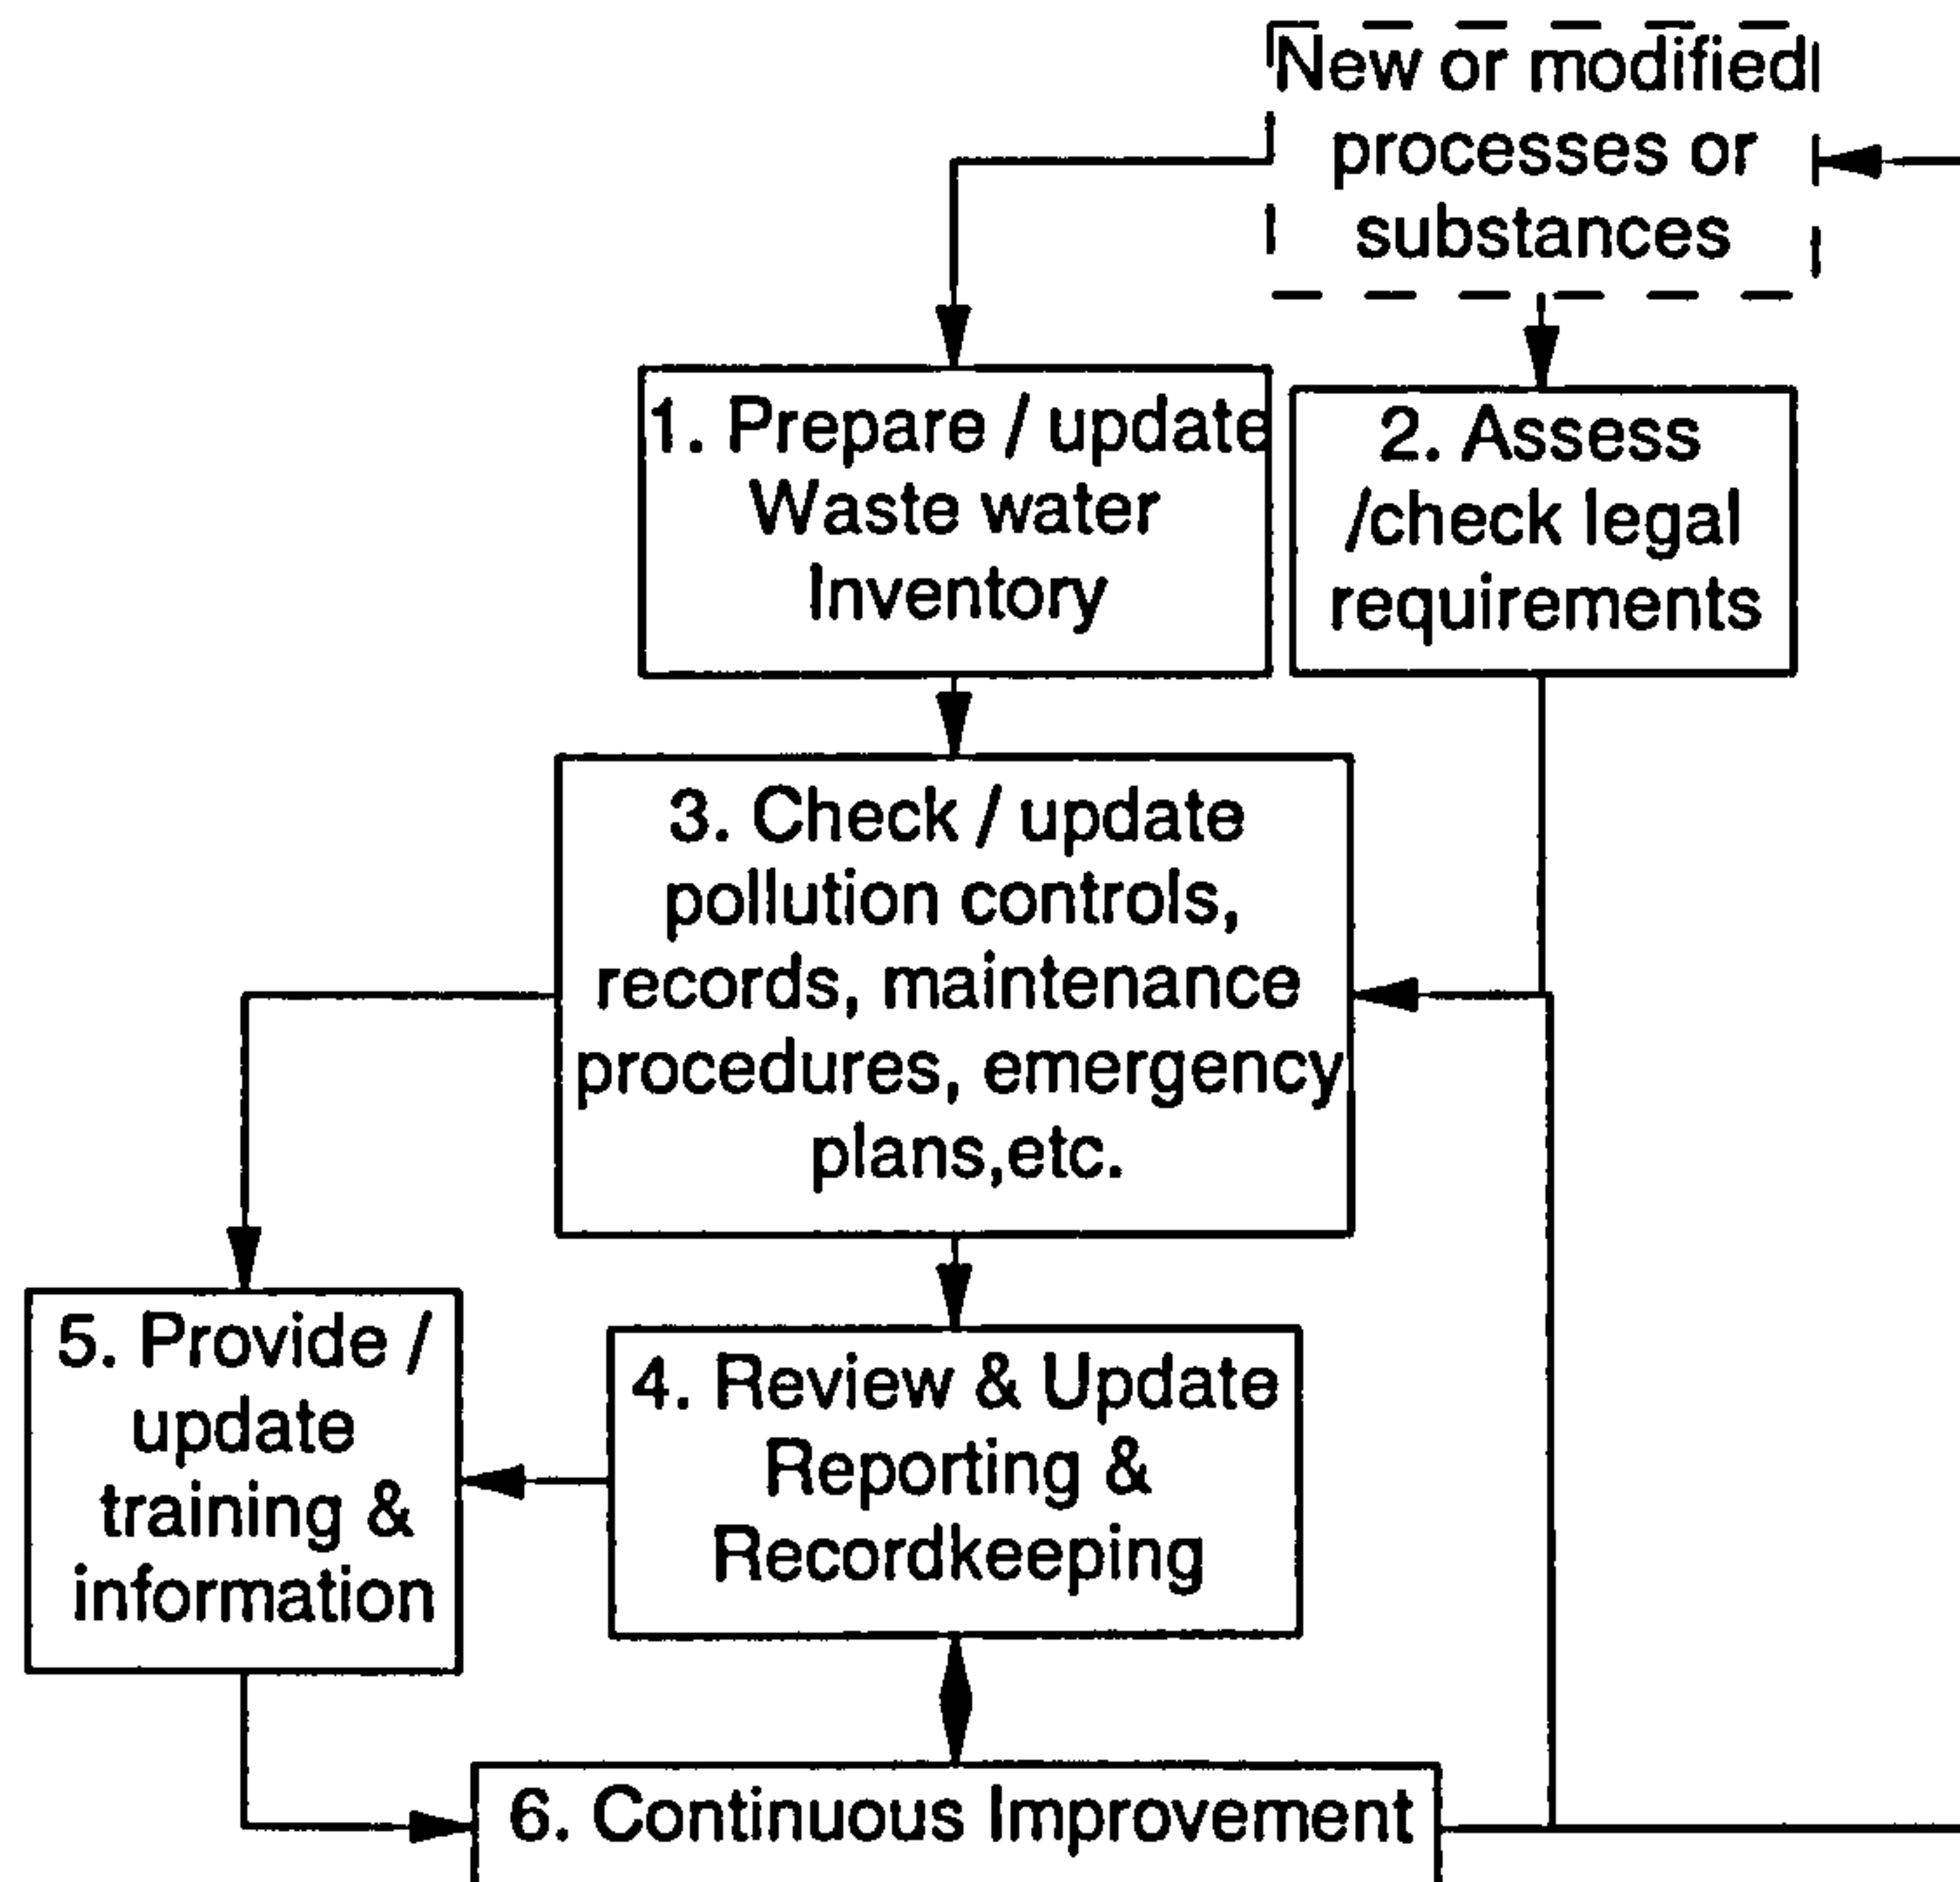 New or modified
processes or
substances
1. Prepare / update
Waste water
Inventory
2. Assess
/check legal
requirements
3. Check / update
pollution controls,
records, maintenance
procedures, emergency
plans,etc.
5. Provide /
update
training &
information
4. Review & Update
Reporting &
Recordkeeping
6. Continuous Improvement